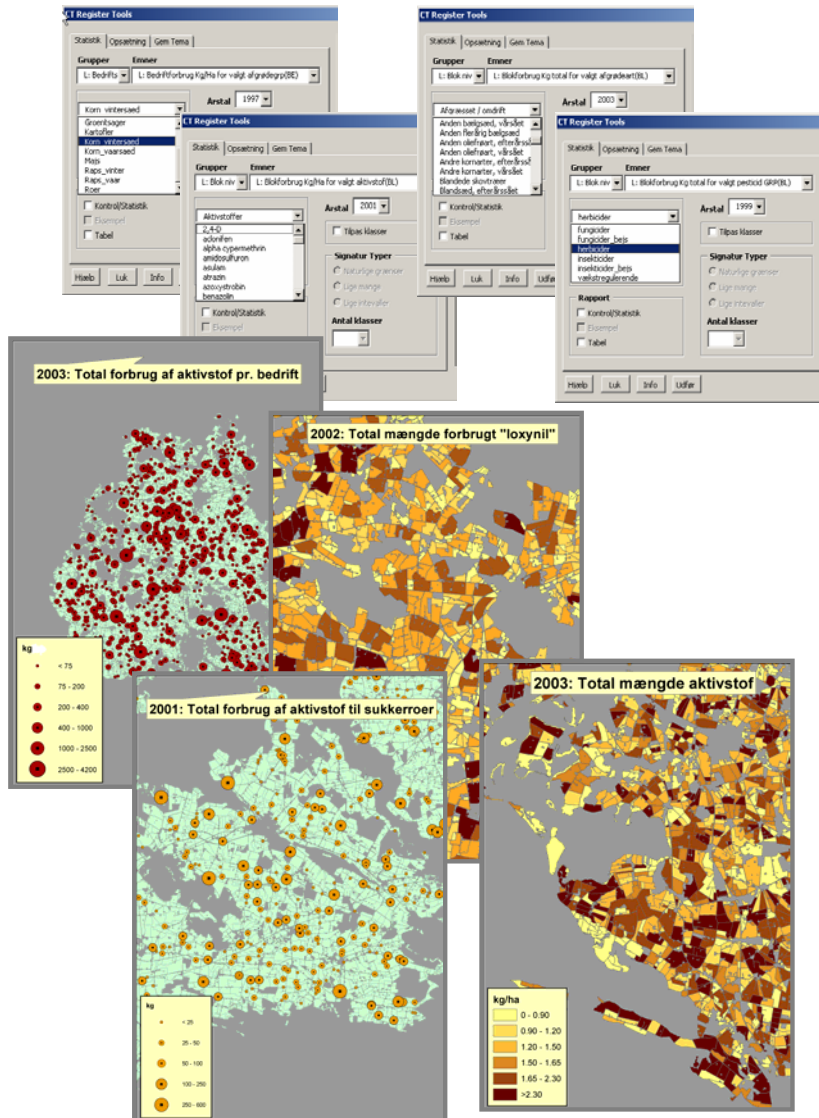 CT Register Tools
Statistik Opsætning Gem Tema
Grupper Emner
L: Bedrifts L: Bedriftforbrug Kg/Ha for valgt afgrødegrp(BE)
Korn_vintersæd
Årstal 1997
Groentsager
Kartofler
Korn_vintersaed
Korn_vaarsaed
Majs
Raps_vinter
Raps_vaar
Roer
Kontrol/Statistik
Eksempel
Tabel
Hjælp Luk Info
CT Register Tools
Statistik Opsætning Gem Tema
Grupper Emner
L: Blok niv L: Blokforbrug Kg total for valgt afgrødeart(BL)
Afgræsset / omdrift
Årstal 2003
Anden bælgsæd, vårsået
Anden flerårig bælgsæd
Anden oliefrøart, efterårsså
Anden oliefrøart, vårsået
Andre kornarter, efterårsså
Andre kornarter, vårsået
Blandede skovtræer
Blandsæd, efterårssået
Kontrol/Statistik
Eksempel
Tabel
Hjælp Luk Info Udfør
CT Register Tools
Statistik Opsætning Gem Tema
Grupper Emner
L: Blok niv L: Blokforbrug Kg/Ha for valgt aktivstof(BL)
Aktivstoffer
Årstal 2001
2,4-D
aclonifen
alpha cypermethrin
amidosulfuron
asulam
atrazin
azoxystrobin
benazolin
Tilpas klasser
Signatur Typer
Naturlige grænser
Lige mange
Lige intevaller
Antal klasser
Kontrol/Statistik
Eksempel
CT Register Tools
Statistik Opsætning Gem Tema
Grupper Emner
L: Blok niv L: Blokforbrug Kg total for valgt pesticid GRP(BL)
herbicider
Årstal 1999
fungicider
fungicider_bejs
herbicider
insekticider
insekticider_bejs
vækstregulerende
Tilpas klasser
Signatur Typer
Naturlige grænser
Lige mange
Lige intevaller
Antal klasser
Rapport
Kontrol/Statistik
Eksempel
Tabel
Hjælp Luk Info Udfør
2003: Total forbrug af aktivstof pr. bedrift
kg
< 75
75 - 200
200 - 400
400 - 1000
1000 - 2500
2500 - 4200
2002: Total mængde forbrugt "Ioxynil"
2001: Total forbrug af aktivstof til sukkerroer
kg
< 25
25 - 50
50 - 100
100 - 250
250 - 600
2003: Total mængde aktivstof
kg/ha
0 - 0.90
0.90 - 1.20
1.20 - 1.50
1.50 - 1.65
1.65 - 2.30
>2.30